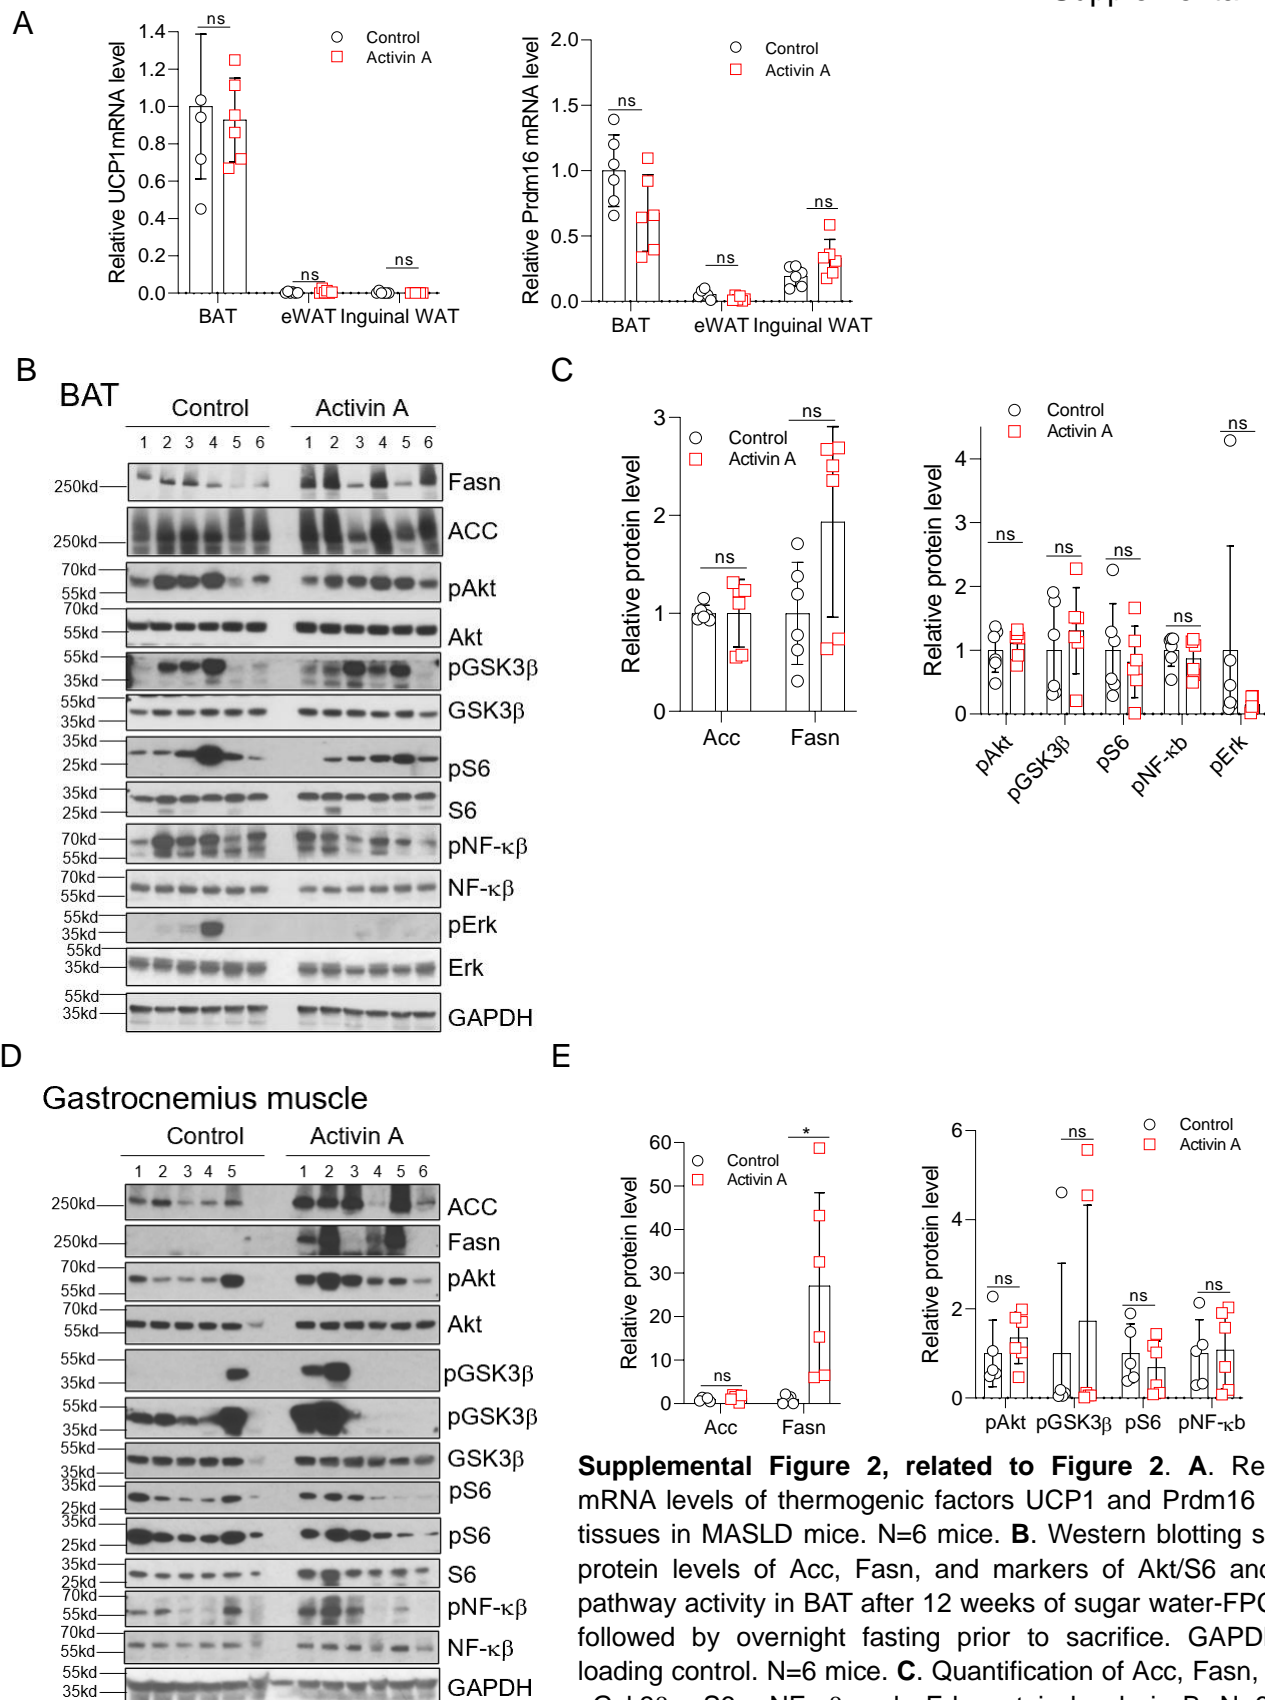 A
ns
1.4
1.2
1.0
0.8
0.6
0.4
0.2
0.0
Relative UCP1mRNA level
Control
Activin A
ns
ns
BAT
eWAT
Inguinal WAT
2.0
1.5
1.0
0.5
0.0
Relative Prdm16 mRNA level
Control
Activin A
ns
ns
ns
BAT
eWAT
Inguinal WAT
B
BAT
Control
Activin A
1 2 3 4 5 6
1 2 3 4 5 6
250kd
Fasn
250kd
ACC
70kd
55kd
pAkt
70kd
55kd
Akt
55kd
35kd
pGSK3β
55kd
35kd
GSK3β
35kd
25kd
pS6
35kd
25kd
S6
70kd
55kd
pNF-κβ
70kd
55kd
NF-κβ
55kd
35kd
pErk
55kd
35kd
Erk
55kd
35kd
GAPDH
C
3
2
1
0
Relative protein level
Control
Activin A
ns
ns
Acc
Fasn
4
3
2
1
0
Relative protein level
Control
Activin A
ns
ns
ns
ns
ns
pAkt
pGSK3β
pS6
pNF-κb
pErk
D
Gastrocnemius muscle
Control
Activin A
1 2 3 4 5
1 2 3 4 5 6
250kd
ACC
250kd
Fasn
70kd
55kd
pAkt
70kd
55kd
Akt
55kd
35kd
pGSK3β
55kd
35kd
pGSK3β
55kd
35kd
GSK3β
35kd
25kd
pS6
35kd
25kd
pS6
35kd
25kd
S6
70kd
55kd
pNF-κβ
70kd
55kd
NF-κβ
55kd
35kd
GAPDH
E
60
50
40
30
20
10
0
Relative protein level
Control
Activin A
ns
*
Acc
Fasn
6
4
2
0
Relative protein level
Control
Activin A
ns
ns
ns
ns
pAkt
pGSK3β
pS6
pNF-κb
Supplemental Figure 2, related to Figure 2. A. Re
mRNA levels of thermogenic factors UCP1 and Prdm16
tissues in MASLD mice. N=6 mice. B. Western blotting s
protein levels of Acc, Fasn, and markers of Akt/S6 and
pathway activity in BAT after 12 weeks of sugar water-FPC
followed by overnight fasting prior to sacrifice. GAPD
loading control. N=6 mice. C. Quantification of Acc, Fasn,